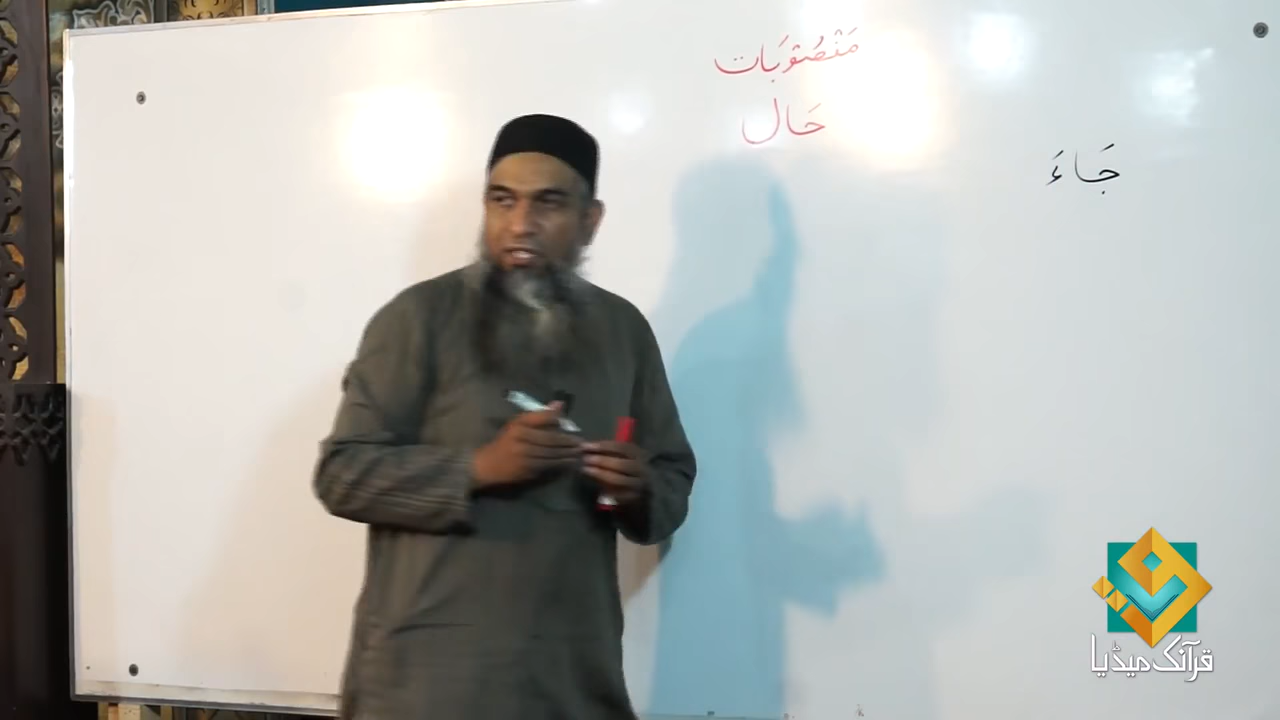 مَنْصُوْبَات
حَال
جَاءَ
قرآنک میڈیا